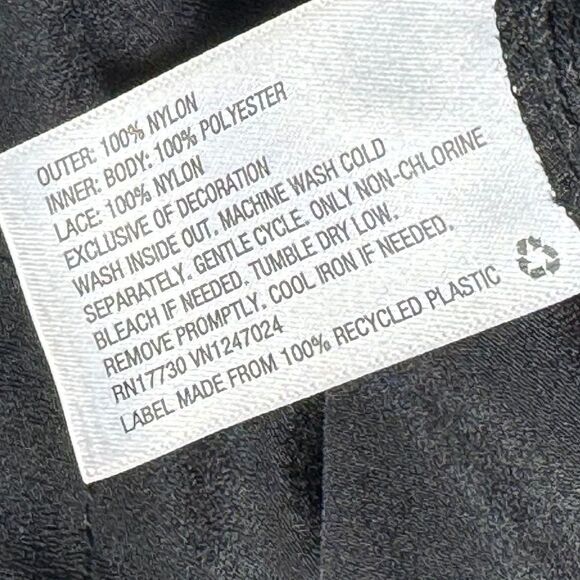 OUTER: 100% NYLON
INNER: BODY: 100% POLYESTER
LACE: 100% NYLON
EXCLUSIVE OF DECORATION
WASH INSIDE OUT. MACHINE WASH COLD
SEPARATELY. GENTLE CYCLE. ONLY NON-CHLORINE
BLEACH IF NEEDED. TUMBLE DRY LOW.
REMOVE PROMPTLY. COOL IRON IF NEEDED.
RN17730 VN1247024
LABEL MADE FROM 100% RECYCLED PLASTIC